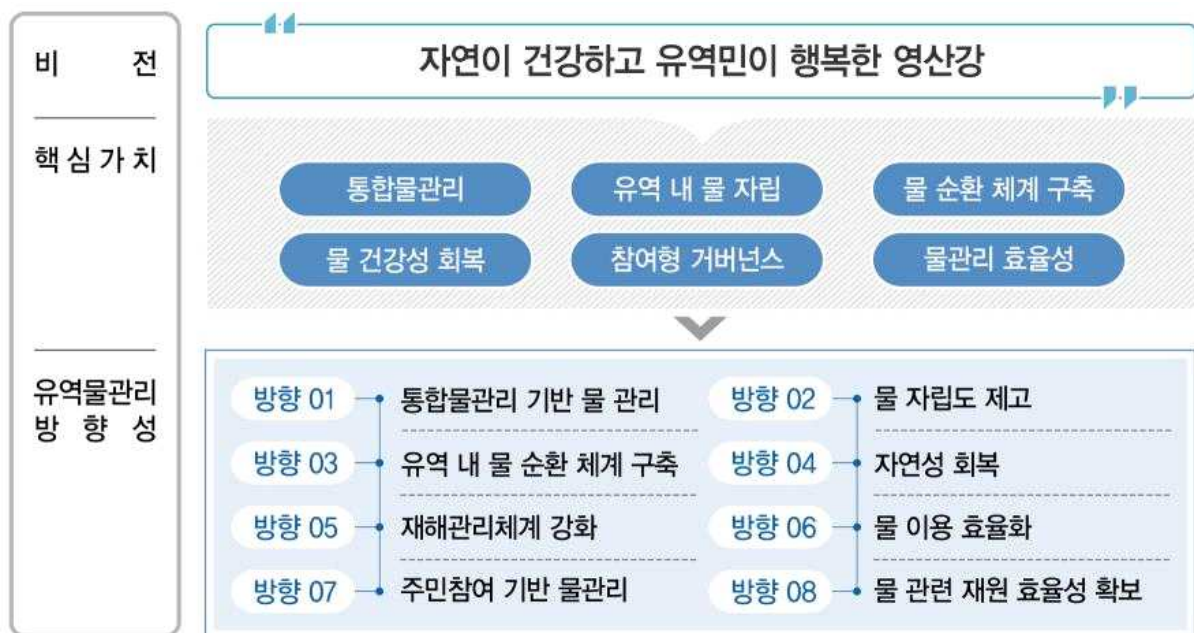 비 전
자연이 건강하고 유역민이 행복한 영산강
핵심가치
통합물관리
유역 내 물 자립
물 순환 체계 구축
물 건강성 회복
참여형 거버넌스
물관리 효율성
유역물관리
방 향 성
방향 01 통합물관리 기반 물 관리
방향 02 물 자립도 제고
방향 03 유역 내 물 순환 체계 구축
방향 04 자연성 회복
방향 05 재해관리체계 강화
방향 06 물 이용 효율화
방향 07 주민참여 기반 물관리
방향 08 물 관련 재원 효율성 확보